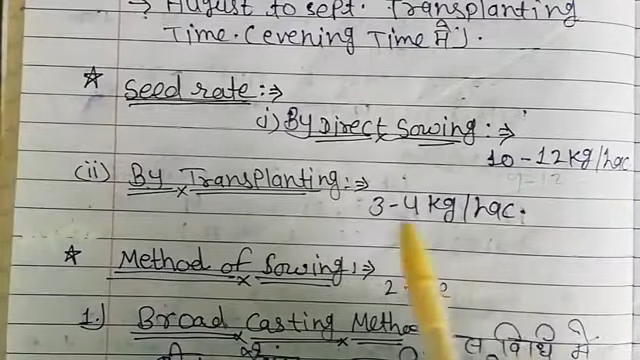 → August to sept. Transplanting
Time. (evening Time में).
☆ Seed rate :⇒
(i) By Direct Sowing :⇒
10 - 12 kg/hac
(ii) By Transplanting :⇒
3 - 4 kg/hac.
☆ Method of Sowing :⇒
1.) Broad Casting Metho स विधि में